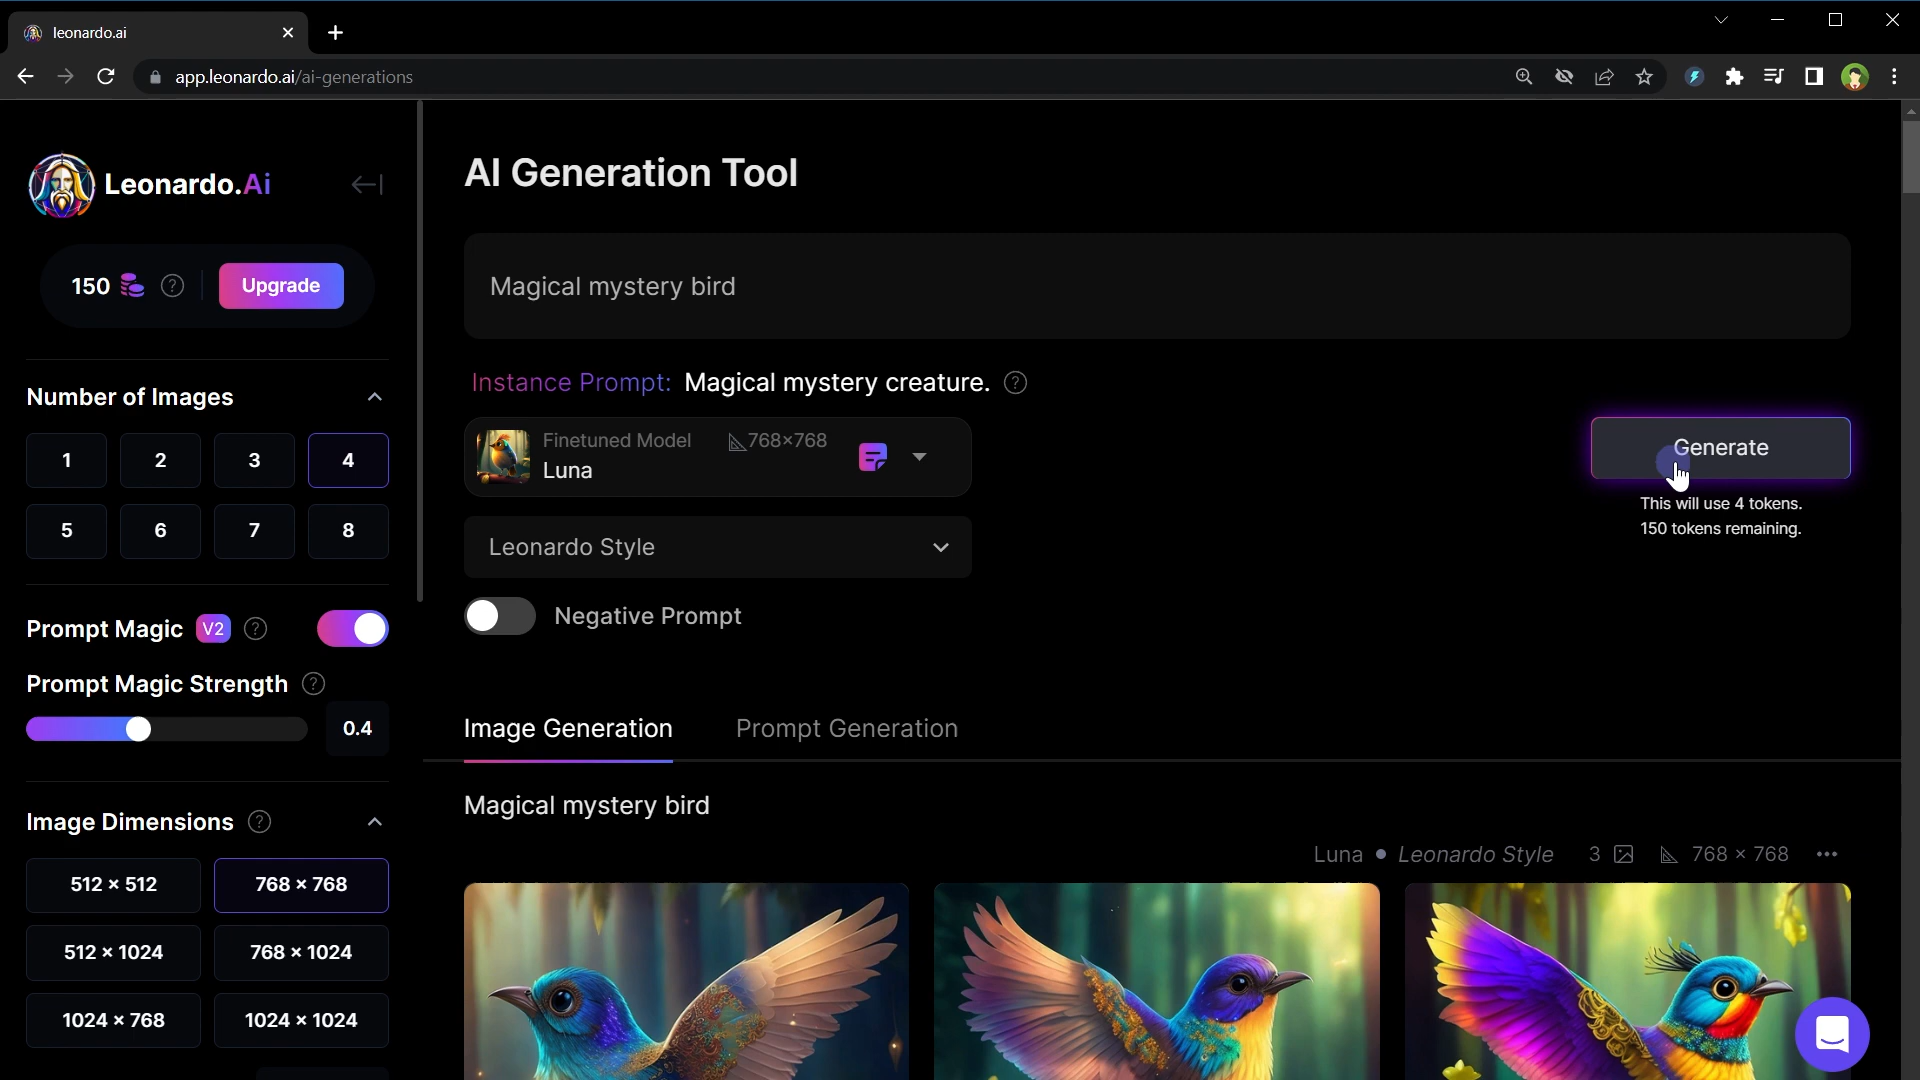 leonardo.ai
app.leonardo.ai/ai-generations
Leonardo.Ai
150
Upgrade
Number of Images
1 2 3 4
5 6 7 8
Prompt Magic V2
Prompt Magic Strength
0.4
Image Dimensions
512 × 512 768 × 768
512 × 1024 768 × 1024
1024 × 768 1024 × 1024
AI Generation Tool
Magical mystery bird
Instance Prompt: Magical mystery creature.
Finetuned Model 768×768
Luna
Generate
This will use 4 tokens.
150 tokens remaining.
Leonardo Style
Negative Prompt
Image Generation Prompt Generation
Magical mystery bird
Luna • Leonardo Style 3 768 × 768